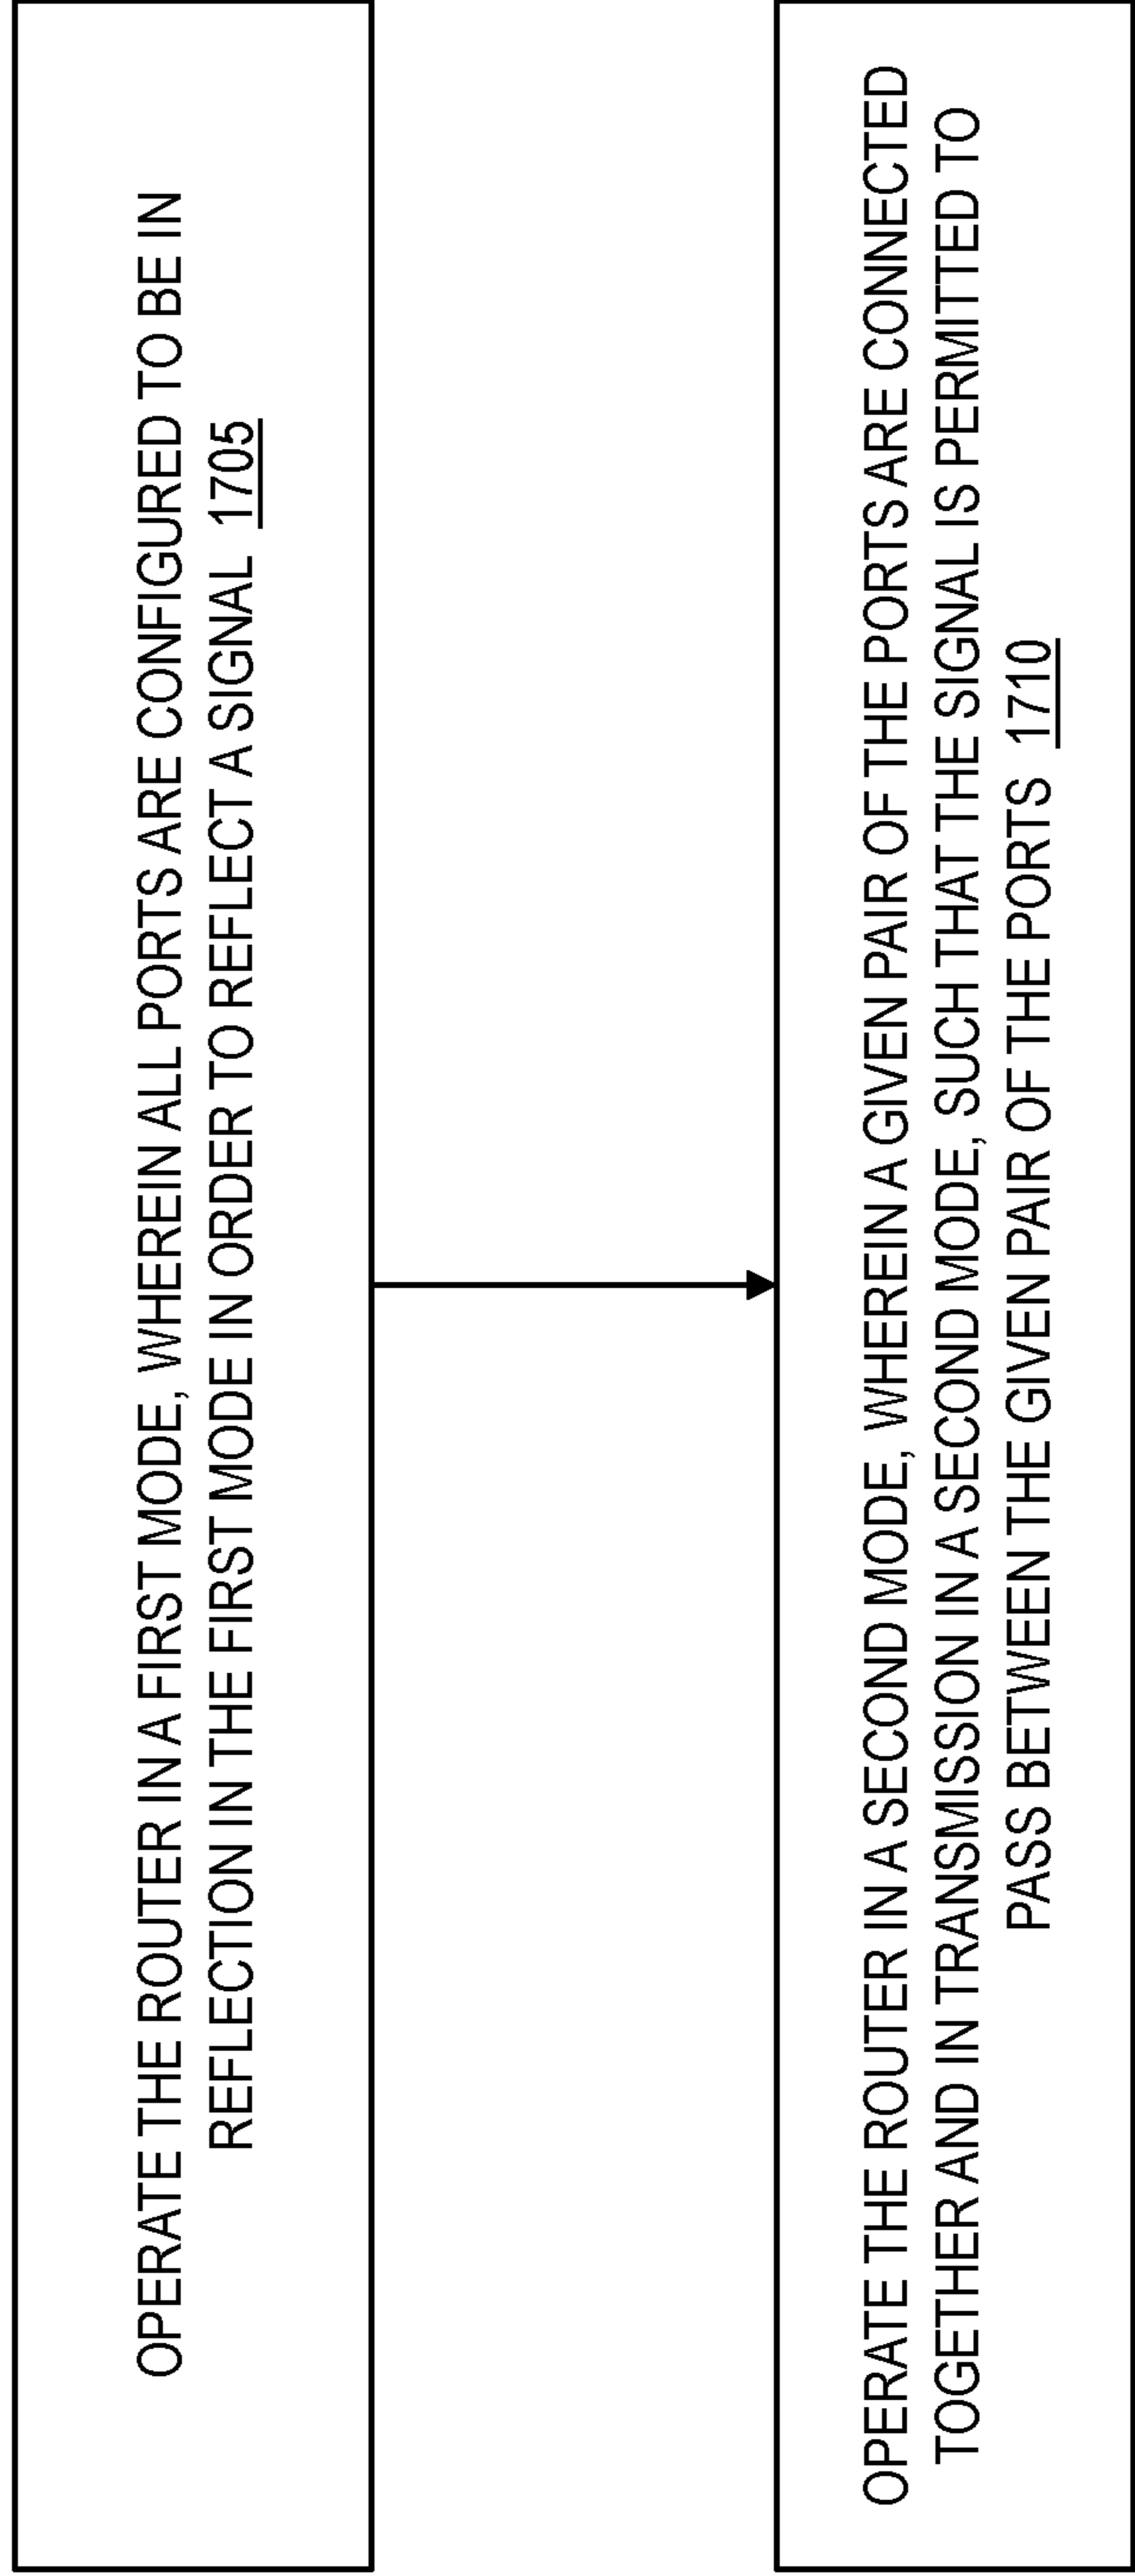 OPERATE THE ROUTER IN A FIRST MODE, WHEREIN ALL PORTS ARE CONFIGURED TO BE IN
REFLECTION IN THE FIRST MODE IN ORDER TO REFLECT A SIGNAL 1705
OPERATE THE ROUTER IN A SECOND MODE, WHEREIN A GIVEN PAIR OF THE PORTS ARE CONNECTED
TOGETHER AND IN TRANSMISSION IN A SECOND MODE, SUCH THAT THE SIGNAL IS PERMITTED TO
PASS BETWEEN THE GIVEN PAIR OF THE PORTS 1710